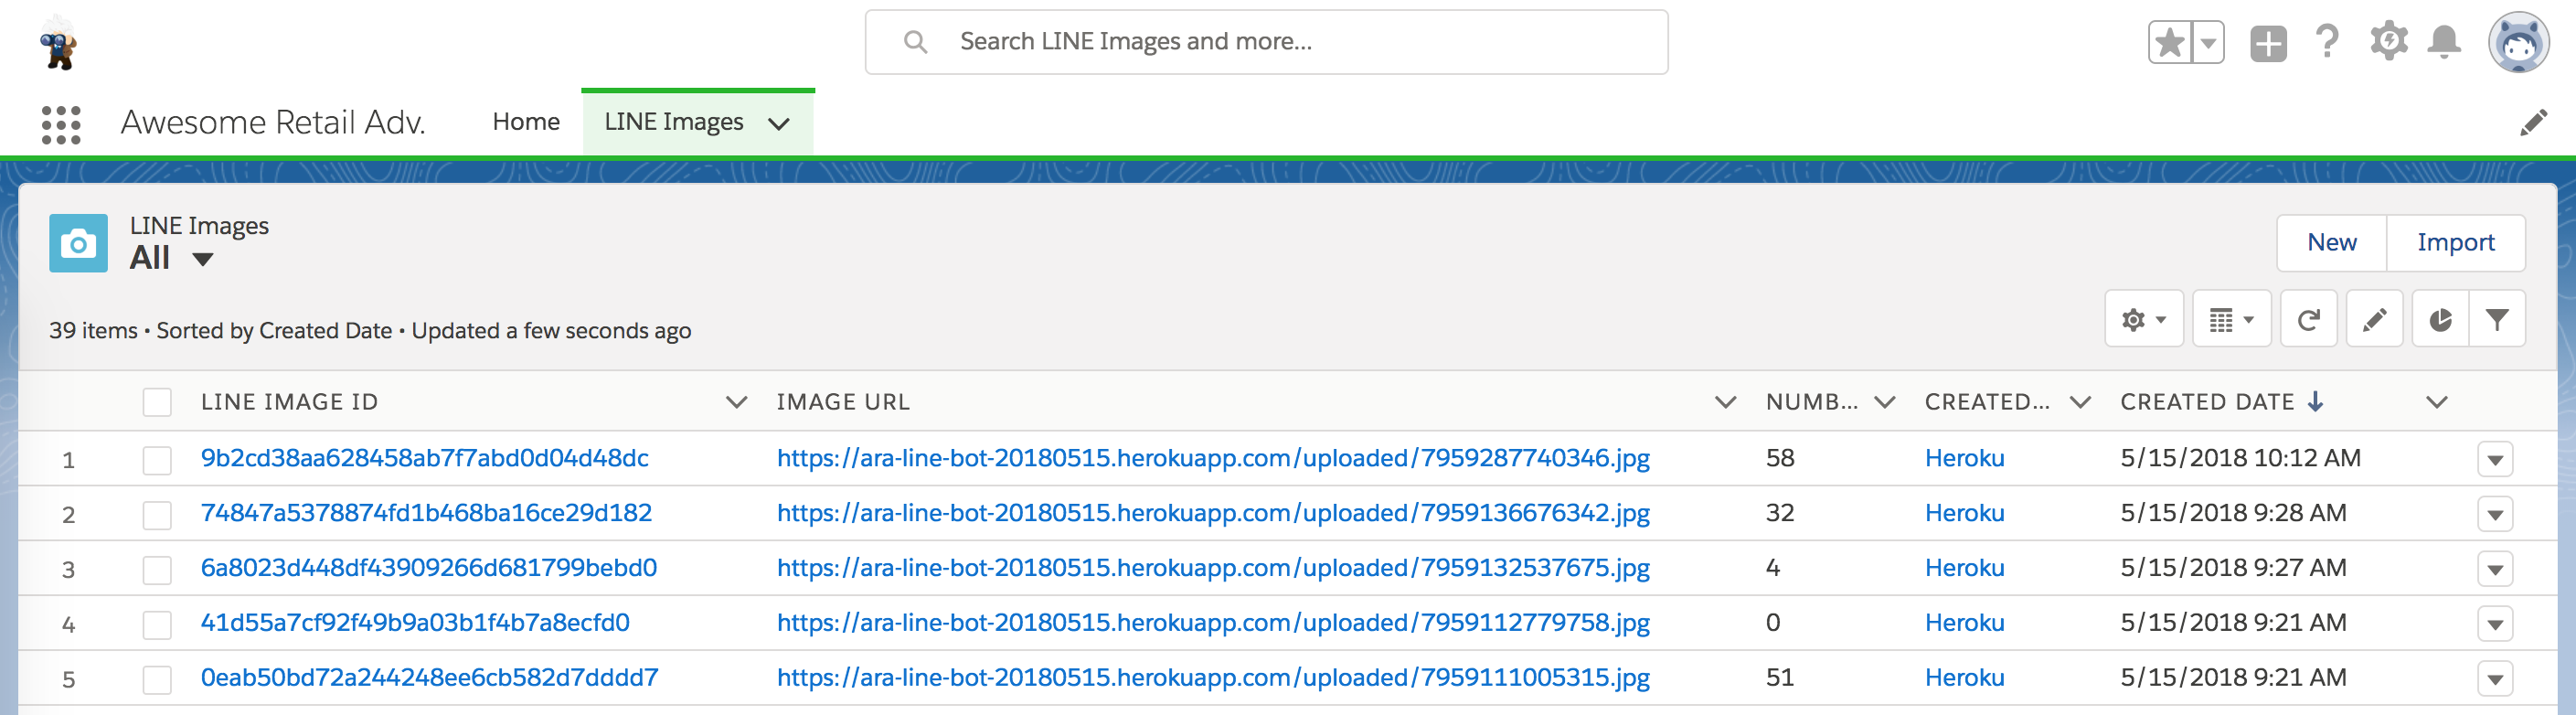 Search LINE Images and more...
Awesome Retail Adv. Home LINE Images
LINE Images
All
New Import
39 items • Sorted by Created Date • Updated a few seconds ago
LINE IMAGE ID IMAGE URL NUMB... CREATED... CREATED DATE
1 9b2cd38aa628458ab7f7abd0d04d48dc https://ara-line-bot-20180515.herokuapp.com/uploaded/7959287740346.jpg 58 Heroku 5/15/2018 10:12 AM
2 74847a5378874fd1b468ba16ce29d182 https://ara-line-bot-20180515.herokuapp.com/uploaded/7959136676342.jpg 32 Heroku 5/15/2018 9:28 AM
3 6a8023d448df43909266d681799bebd0 https://ara-line-bot-20180515.herokuapp.com/uploaded/7959132537675.jpg 4 Heroku 5/15/2018 9:27 AM
4 41d55a7cf92f49b9a03b1f4b7a8ecfd0 https://ara-line-bot-20180515.herokuapp.com/uploaded/7959112779758.jpg 0 Heroku 5/15/2018 9:21 AM
5 0eab50bd72a244248ee6cb582d7dddd7 https://ara-line-bot-20180515.herokuapp.com/uploaded/7959111005315.jpg 51 Heroku 5/15/2018 9:21 AM